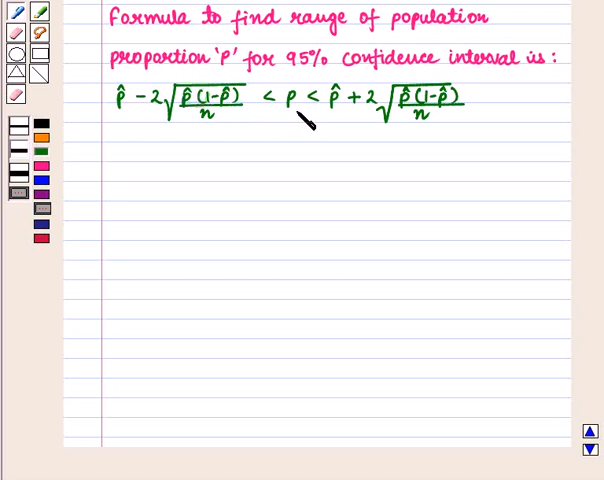 Formula to find range of population
proportion 'P' for 95% confidence interval is :
p̂ - 2√(p̂(1-p̂)/n) < p < p̂ + 2√(p̂(1-p̂)/n)